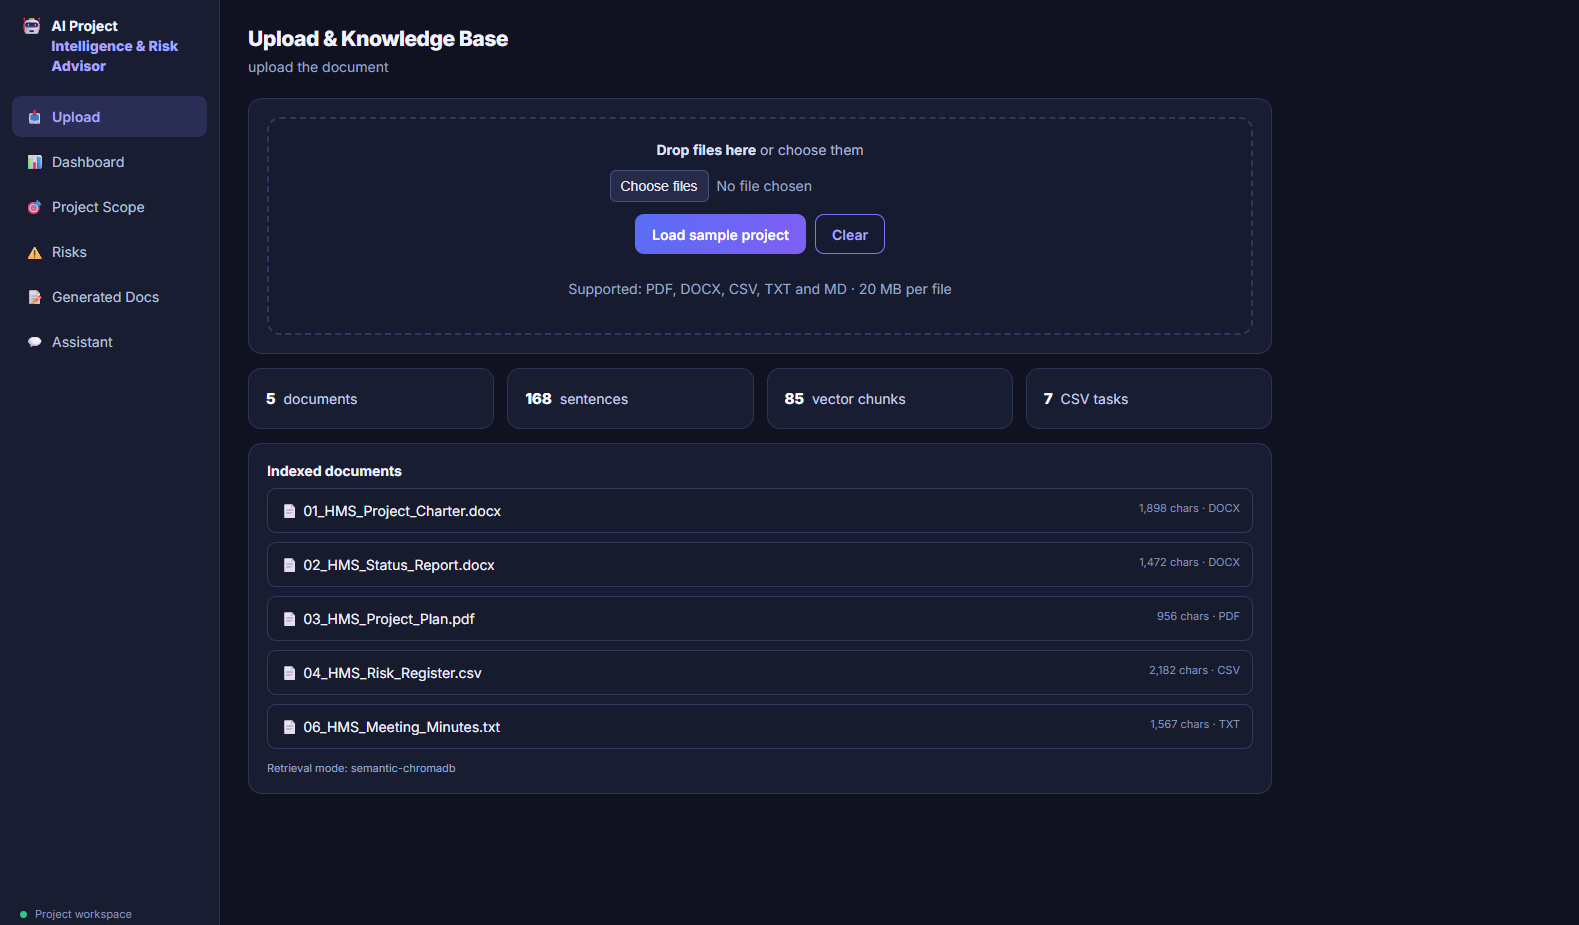 AI Project
Intelligence & Risk
Advisor
Upload
Dashboard
Project Scope
Risks
Generated Docs
Assistant
Project workspace
Upload & Knowledge Base
upload the document
Drop files here or choose them
Choose files No file chosen
Load sample project Clear
Supported: PDF, DOCX, CSV, TXT and MD · 20 MB per file
5 documents 168 sentences 85 vector chunks 7 CSV tasks
Indexed documents
01_HMS_Project_Charter.docx 1,898 chars · DOCX
02_HMS_Status_Report.docx 1,472 chars · DOCX
03_HMS_Project_Plan.pdf 956 chars · PDF
04_HMS_Risk_Register.csv 2,182 chars · CSV
06_HMS_Meeting_Minutes.txt 1,567 chars · TXT
Retrieval mode: semantic-chromadb